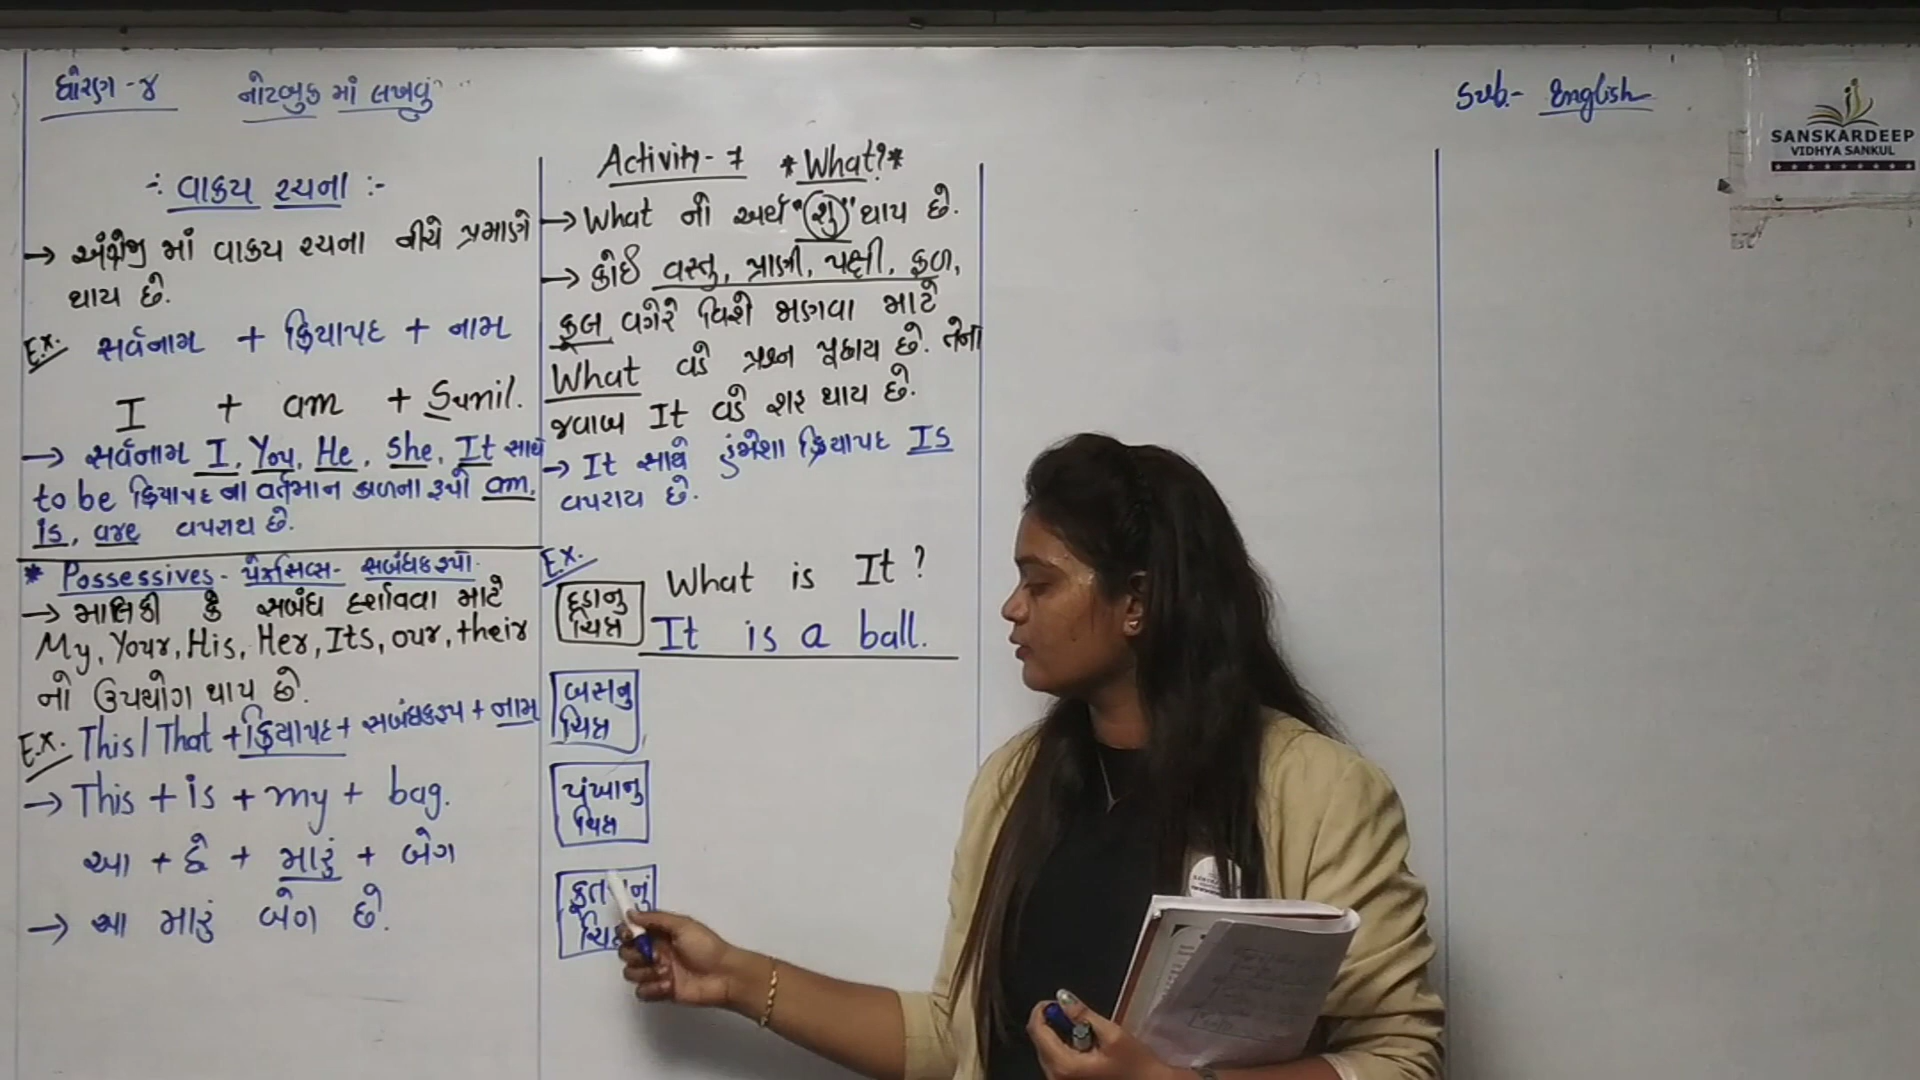 ધોરણ - ૪
નોટબુક માં લખવું
Sub.- English
SANSKARDEEP
VIDHYA SANKUL
-: વાક્ય રચના :-
→ અંગ્રેજી માં વાક્ય રચના નીચે પ્રમાણે
થાય છે.
Ex. સર્વનામ + ક્રિયાપદ + નામ
I + am + Sunil.
→ સર્વનામ I, You, He, She, It સાથે
to be ક્રિયાપદ ના વર્તમાન કાળના રૂપો am,
is, are વપરાય છે.
* Possessives - પઝેસિવ્સ - સબંધકરૂપો.
→ માલિકી કે સબંધ દર્શાવવા માટે
My, Your, His, Her, Its, our, their
નો ઉપયોગ થાય છે.
Ex. This/That + ક્રિયાપદ + સબંધકરૂપ + નામ
→ This + is + my + bag.
આ + છે + મારું + બેગ
→ આ મારું બેગ છે.
Activity - 7 *What?*
→ What નો અર્થ "શુ" થાય છે.
→ કોઈ વસ્તુ, પ્રાણી, પક્ષી, ફળ,
ફુલ વગેરે વિશે જાણવા માટે
What વડે પ્રશ્ન પૂછાય છે. તેના
જવાબ It વડે શરૂ થાય છે.
→ It સાથે હંમેશા ક્રિયાપદ Is
વપરાય છે.
Ex.
What is It?
દડાનુ
ચિત્ર
It is a ball.
બસનુ
ચિત્ર
પંખાનુ
ચિત્ર